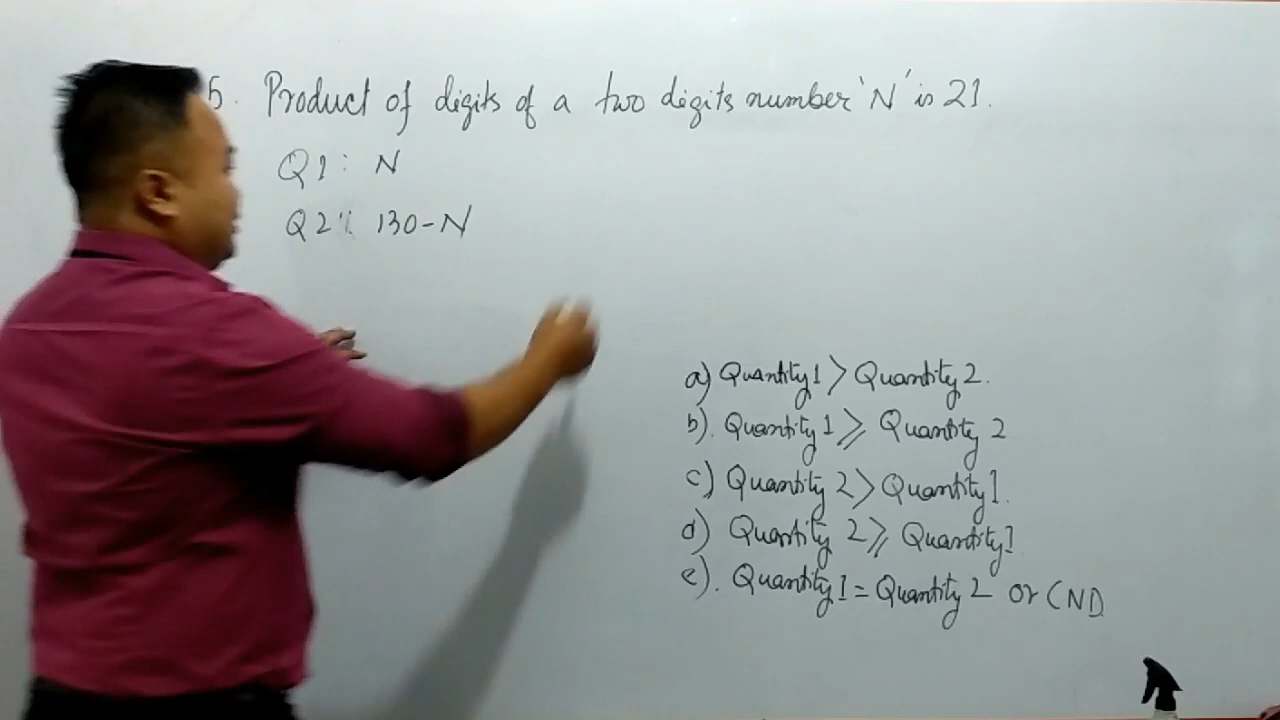 5. Product of digits of a two digits number 'N' is 21.
Q1: N
Q2: 130-N
a) Quantity 1 > Quantity 2.
b). Quantity 1 ⩾ Quantity 2
c) Quantity 2 > Quantity 1.
d) Quantity 2 ⩾ Quantity 1
e). Quantity 1 = Quantity 2 or CND